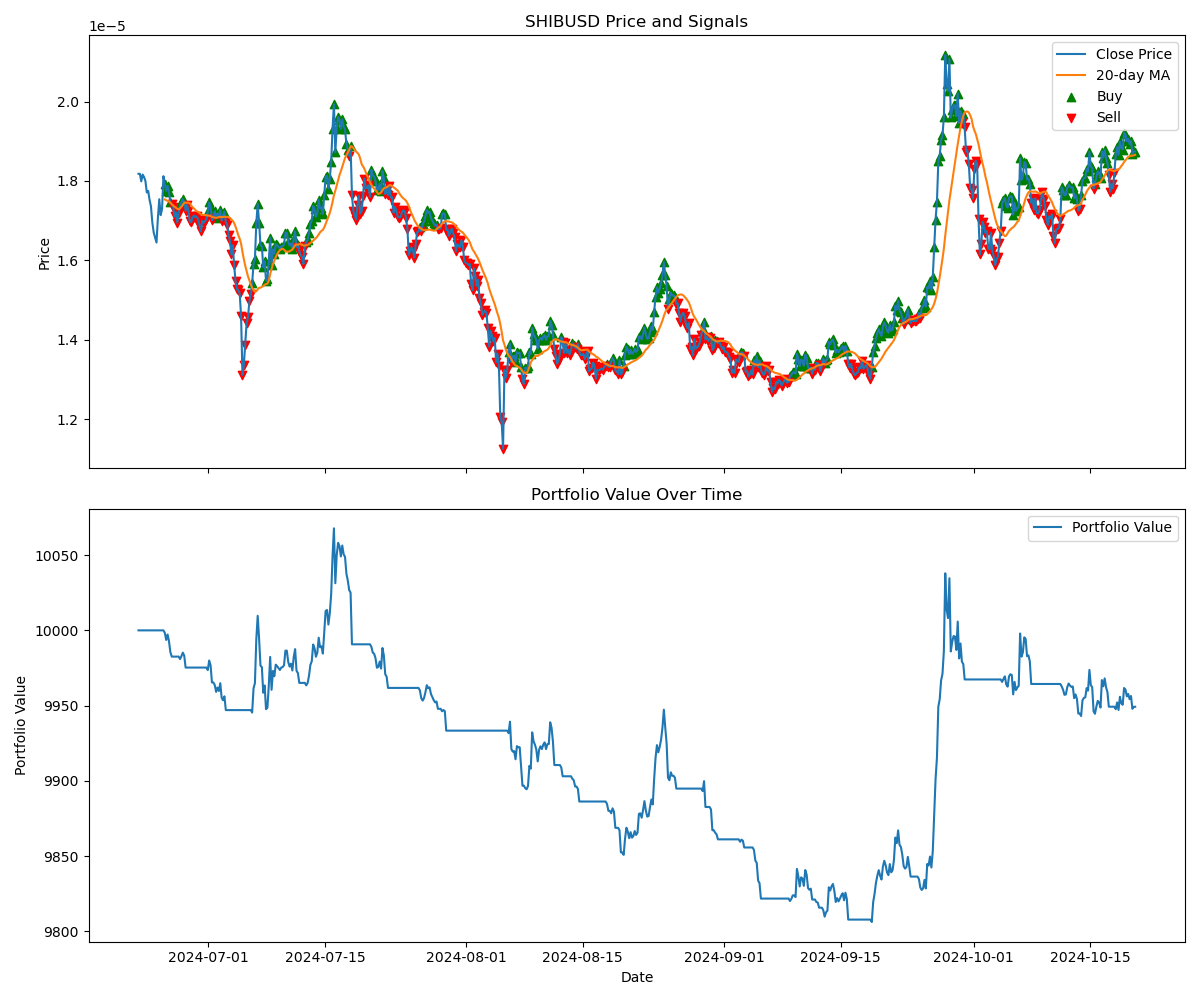 SHIBUSD Price and Signals
1e−5
Close Price
20-day MA
Buy
Sell
2.0
1.8
1.6
1.4
1.2
Price
Portfolio Value Over Time
Portfolio Value
10050
10000
9950
9900
9850
9800
Portfolio Value
2024-07-01
2024-07-15
2024-08-01
2024-08-15
2024-09-01
2024-09-15
2024-10-01
2024-10-15
Date